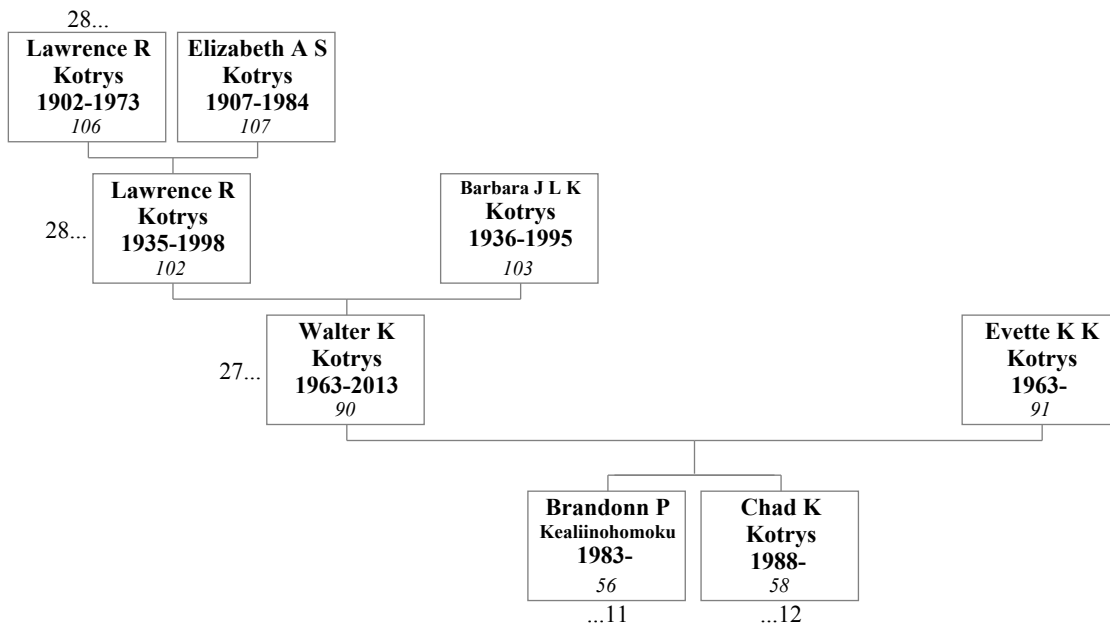 28...
Lawrence R
Kotrys
1902-1973
106
Elizabeth A S
Kotrys
1907-1984
107
28...
Lawrence R
Kotrys
1935-1998
102
Barbara J L K
Kotrys
1936-1995
103
27...
Walter K
Kotrys
1963-2013
90
Evette K K
Kotrys
1963-
91
Brandonn P
Kealiinohomoku
1983-
56
...11
Chad K
Kotrys
1988-
58
...12